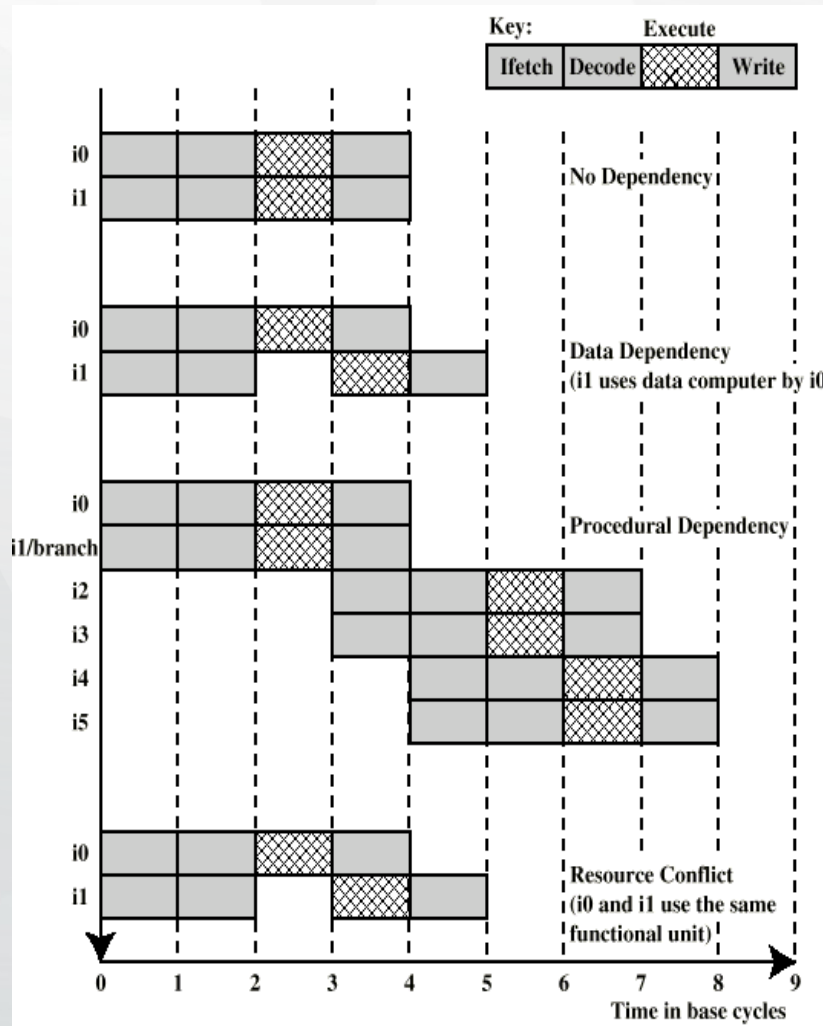 Key: Execute
Ifetch Decode Write
i0
i1
No Dependency
i0
i1
Data Dependency
(i1 uses data computer by i0
i0
i1/branch
i2
i3
i4
i5
Procedural Dependency
i0
i1
Resource Conflict
(i0 and i1 use the same
functional unit)
0 1 2 3 4 5 6 7 8 9
Time in base cycles